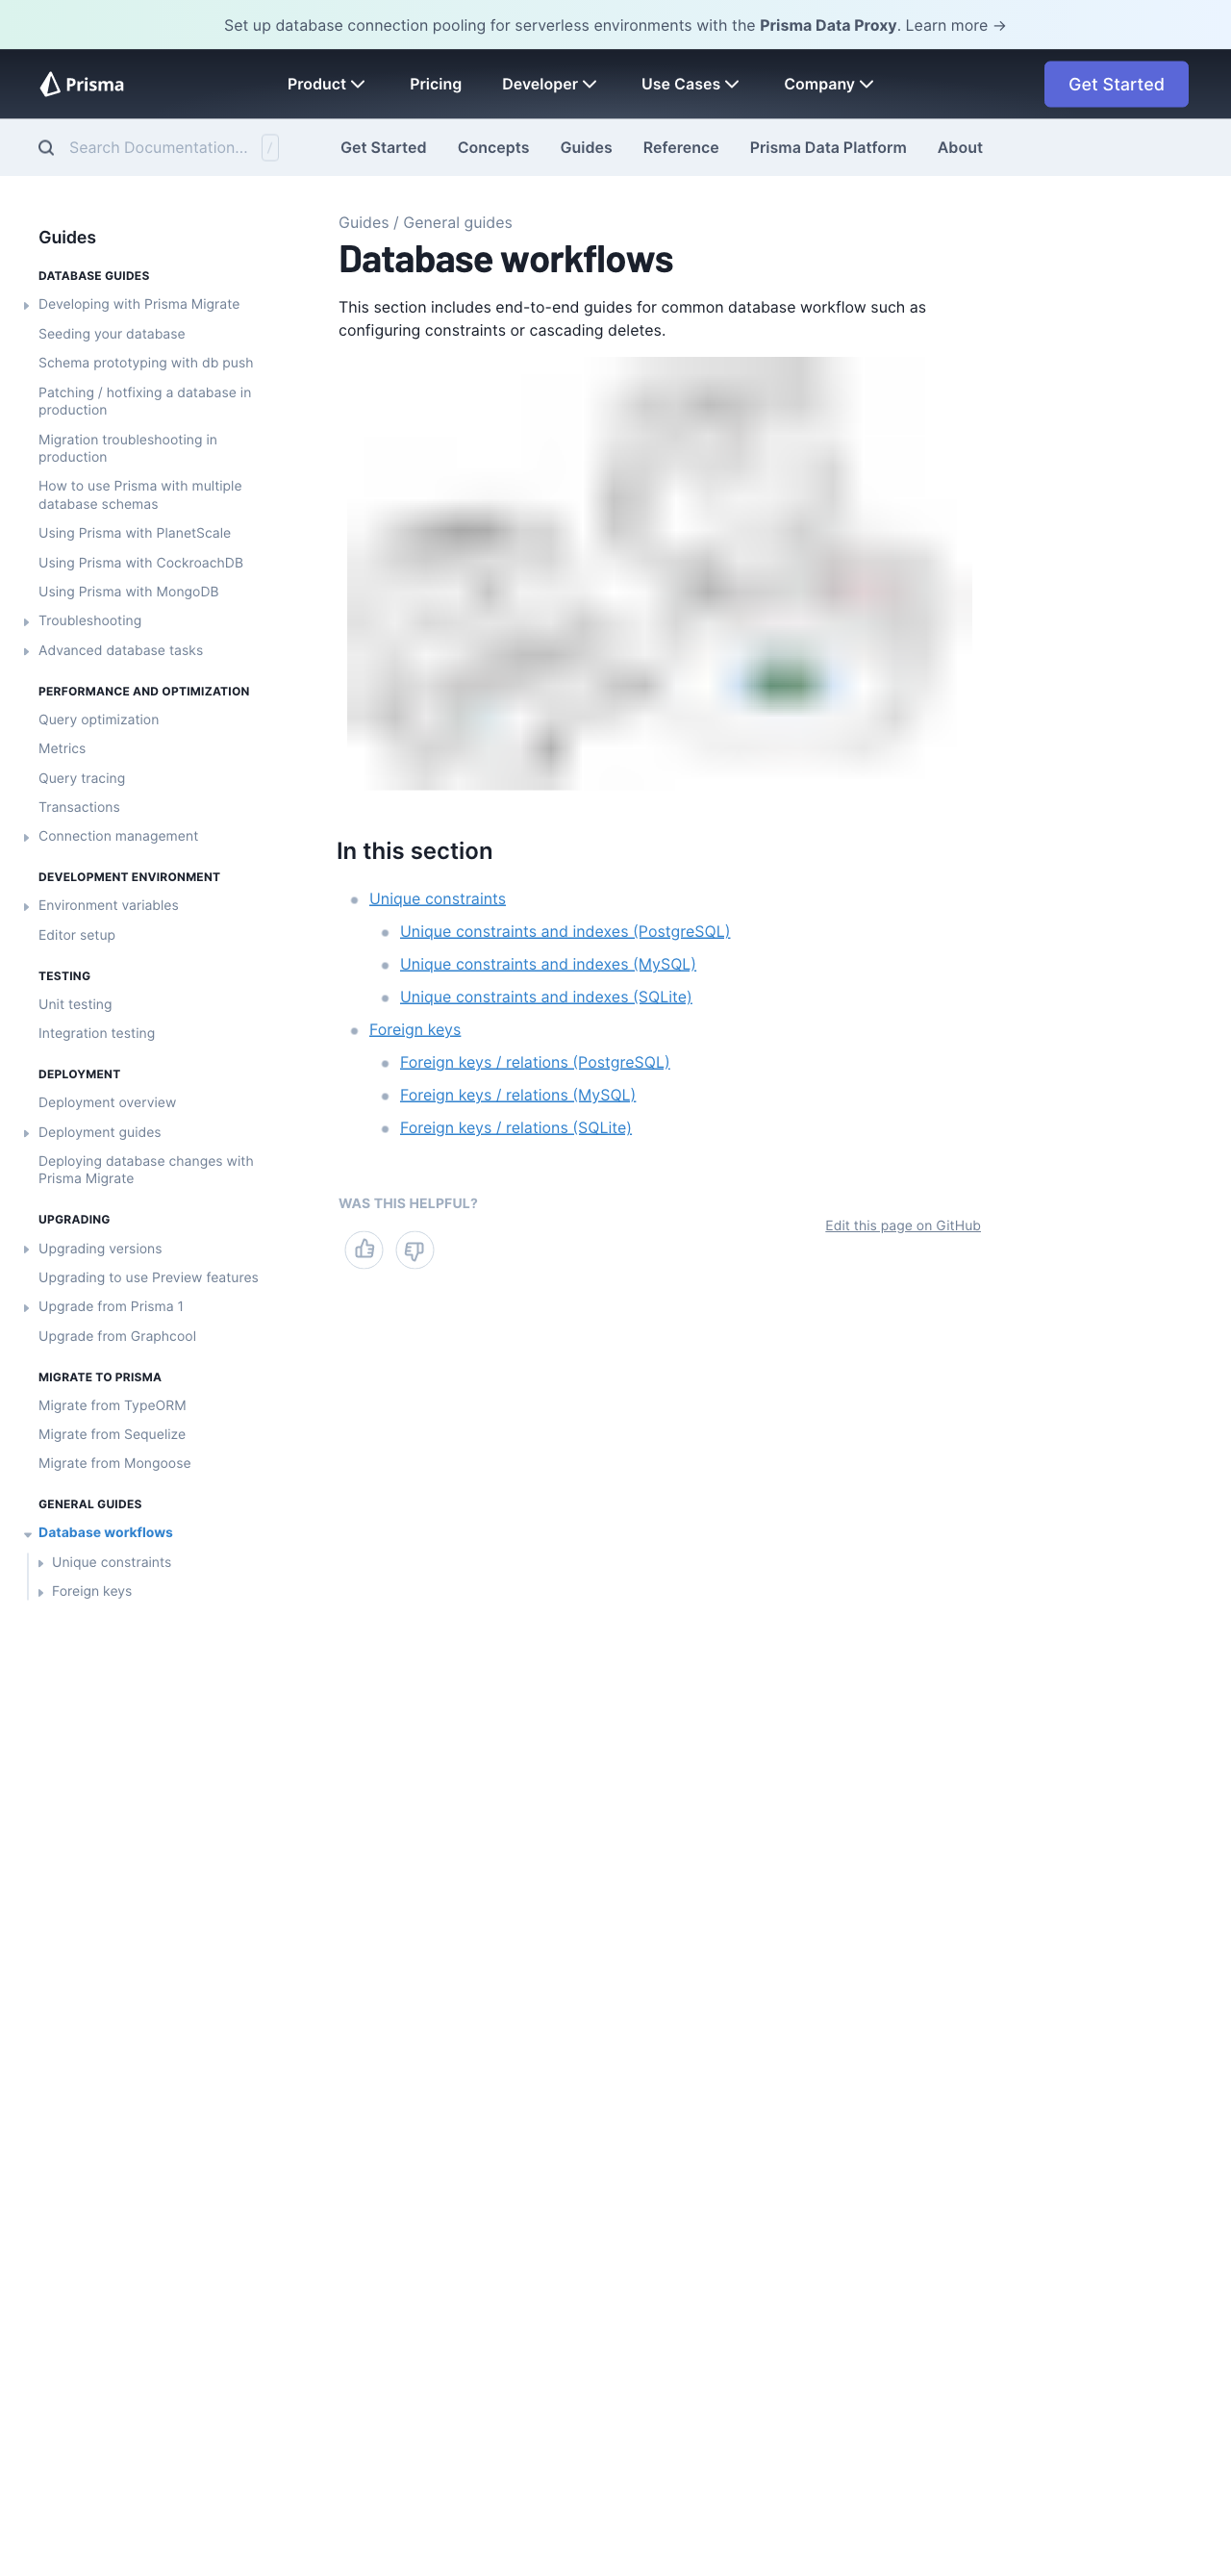 Set up database connection pooling for serverless environments with the Prisma Data Proxy. Learn more →
Prisma
Product
Pricing
Developer
Use Cases
Company
Get Started
Search Documentation...
/
Get Started
Concepts
Guides
Reference
Prisma Data Platform
About
Guides
DATABASE GUIDES
Developing with Prisma Migrate
Seeding your database
Schema prototyping with db push
Patching / hotfixing a database in
production
Migration troubleshooting in
production
How to use Prisma with multiple
database schemas
Using Prisma with PlanetScale
Using Prisma with CockroachDB
Using Prisma with MongoDB
Troubleshooting
Advanced database tasks
PERFORMANCE AND OPTIMIZATION
Query optimization
Metrics
Query tracing
Transactions
Connection management
DEVELOPMENT ENVIRONMENT
Environment variables
Editor setup
TESTING
Unit testing
Integration testing
DEPLOYMENT
Deployment overview
Deployment guides
Deploying database changes with
Prisma Migrate
UPGRADING
Upgrading versions
Upgrading to use Preview features
Upgrade from Prisma 1
Upgrade from Graphcool
MIGRATE TO PRISMA
Migrate from TypeORM
Migrate from Sequelize
Migrate from Mongoose
GENERAL GUIDES
Database workflows
Unique constraints
Foreign keys
Guides / General guides
Database workflows
This section includes end-to-end guides for common database workflow such as
configuring constraints or cascading deletes.
In this section
Unique constraints
Unique constraints and indexes (PostgreSQL)
Unique constraints and indexes (MySQL)
Unique constraints and indexes (SQLite)
Foreign keys
Foreign keys / relations (PostgreSQL)
Foreign keys / relations (MySQL)
Foreign keys / relations (SQLite)
WAS THIS HELPFUL?
Edit this page on GitHub